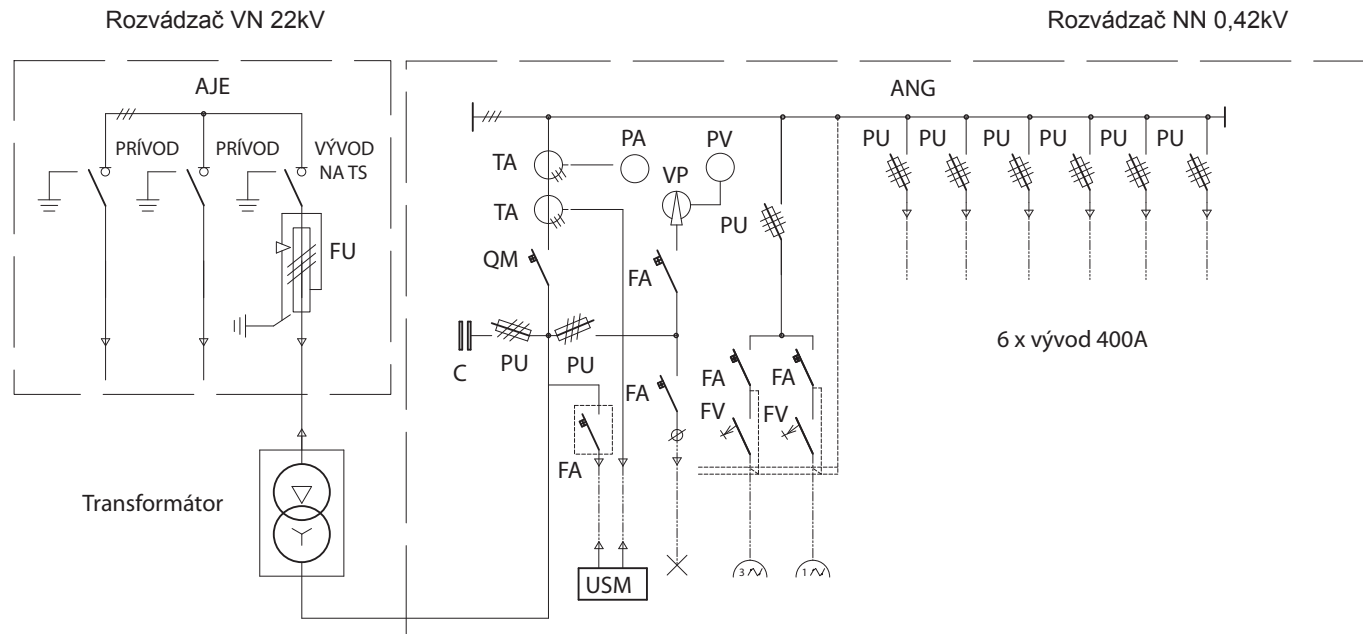 Rozvádzač VN 22kV
Rozvádzač NN 0,42kV
AJE
ANG
PRÍVOD
PRÍVOD
VÝVOD
NA TS
FU
TA
PA
PV
VP
TA
QM
FA
PU
PU
PU
PU
PU
PU
PU
C
PU
PU
6 x vývod 400A
FA
FA
FA
FV
FV
FA
Transformátor
USM
3
1